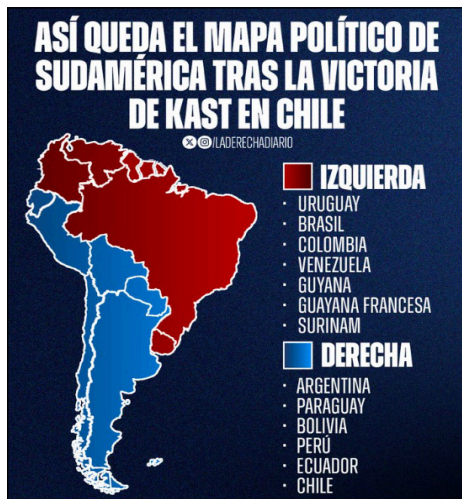 ASÍ QUEDA EL MAPA POLÍTICO DE
SUDAMÉRICA TRAS LA VICTORIA
DE KAST EN CHILE
/LADERECHADIARIO
IZQUIERDA
· URUGUAY
· BRASIL
· COLOMBIA
· VENEZUELA
· GUYANA
· GUAYANA FRANCESA
· SURINAM
DERECHA
· ARGENTINA
· PARAGUAY
· BOLIVIA
· PERÚ
· ECUADOR
· CHILE